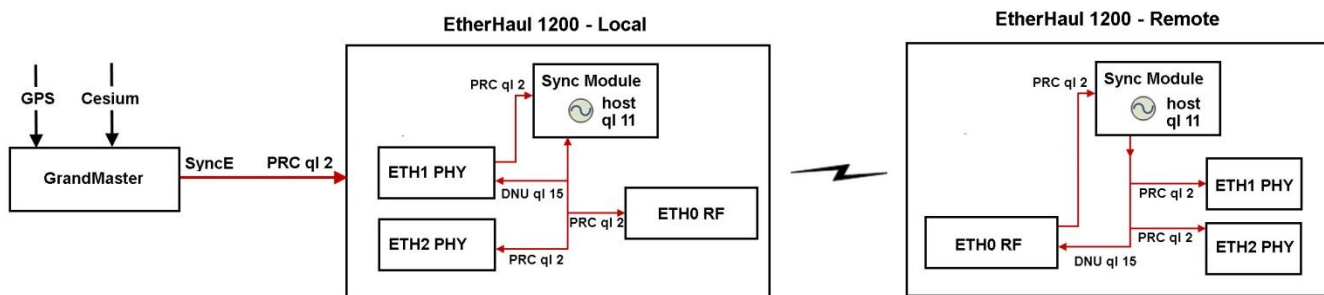 EtherHaul 1200 - Local
EtherHaul 1200 - Remote
GPS
Cesium
GrandMaster
SyncE
PRC ql 2
PRC ql 2
Sync Module
host
ql 11
ETH1 PHY
DNU ql 15
ETH0 RF
PRC ql 2
ETH2 PHY
PRC ql 2
PRC ql 2
Sync Module
host
ql 11
ETH1 PHY
PRC ql 2
ETH0 RF
PRC ql 2
ETH2 PHY
DNU ql 15